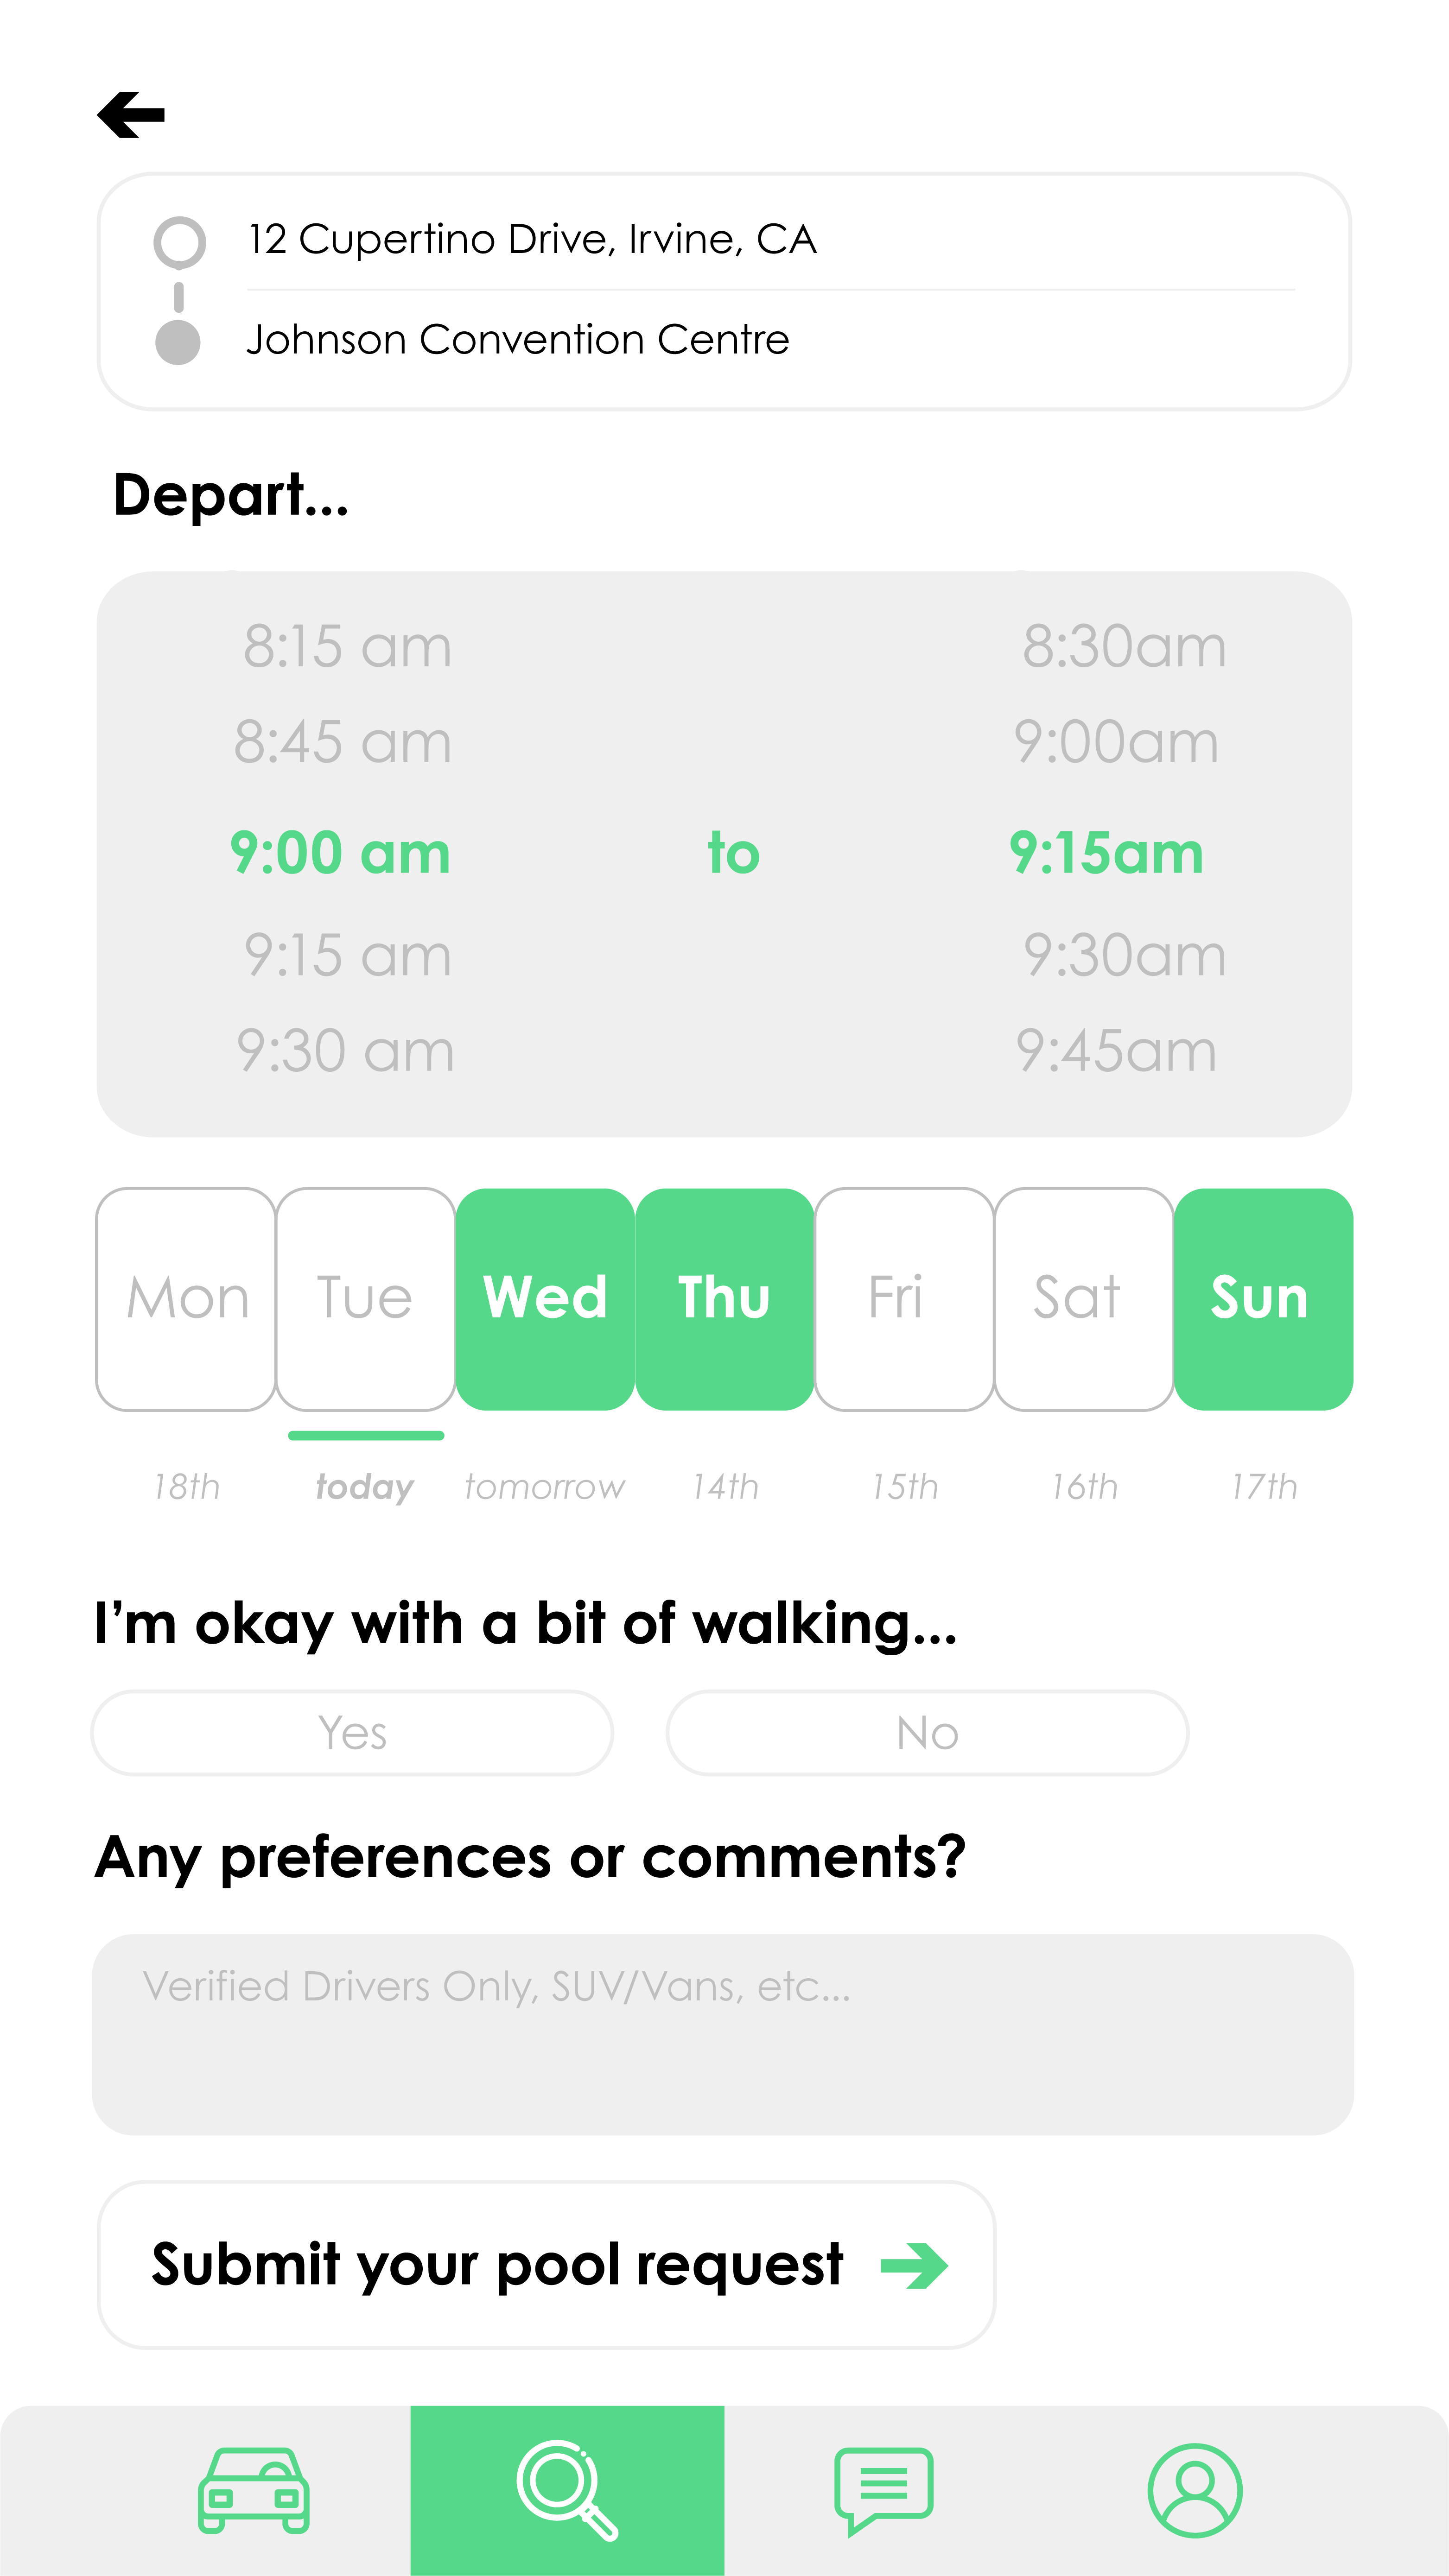 12 Cupertino Drive, Irvine, CA
Johnson Convention Centre
Depart...
8:15 am 8:30am
8:45 am 9:00am
9:00 am to 9:15am
9:15 am 9:30am
9:30 am 9:45am
Mon Tue Wed Thu Fri Sat Sun
18th today tomorrow 14th 15th 16th 17th
I'm okay with a bit of walking...
Yes No
Any preferences or comments?
Verified Drivers Only, SUV/Vans, etc...
Submit your pool request